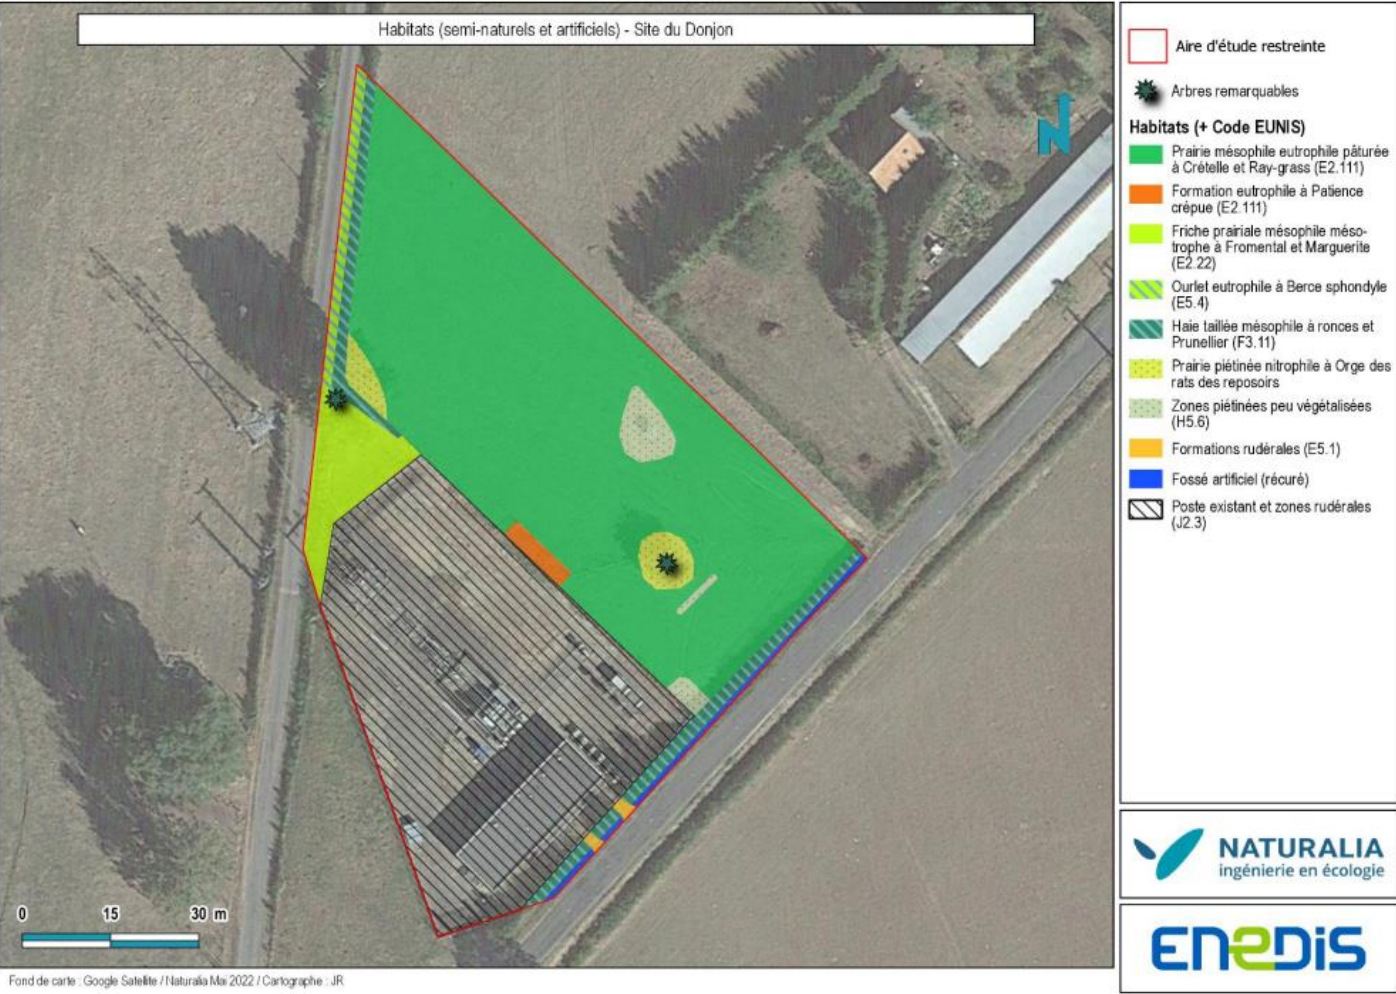 Habitats (semi-naturels et artificiels) - Site du Donjon
N
0 15 30 m
Fond de carte : Google Satellite / Naturalia Mai 2022 / Cartographe : JR
Aire d'étude restreinte
Arbres remarquables
Habitats (+ Code EUNIS)
Prairie mésophile eutrophile pâturée
à Crételle et Ray-grass (E2.111)
Formation eutrophile à Patience
crépue (E2.111)
Friche prairiale mésophile méso-
trophe à Fromental et Marguerite
(E2.22)
Ourlet eutrophile à Berce sphondyle
(E5.4)
Haie taillée mésophile à ronces et
Prunellier (F3.11)
Prairie piétinée nitrophile à Orge des
rats des reposoirs
Zones piétinées peu végétalisées
(H5.6)
Formations rudérales (E5.1)
Fossé artificiel (récuré)
Poste existant et zones rudérales
(J2.3)
NATURALIA
ingénierie en écologie
ENEDIS